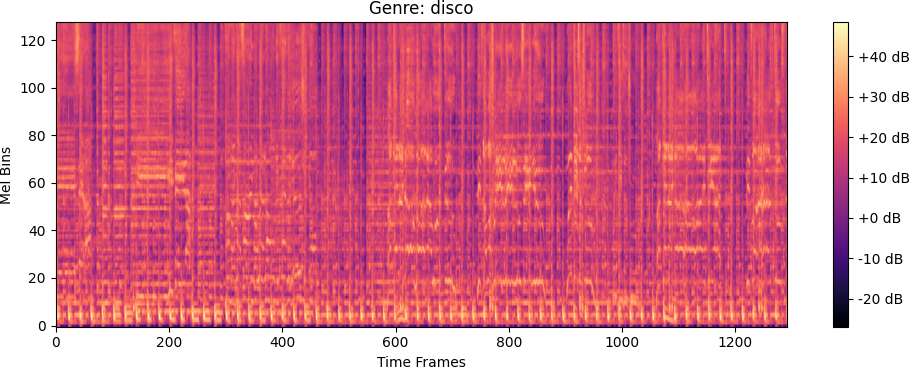 Genre: disco
Mel Bins
120
100
80
60
40
20
0
0 200 400 600 800 1000 1200
Time Frames
+40 dB
+30 dB
+20 dB
+10 dB
+0 dB
-10 dB
-20 dB